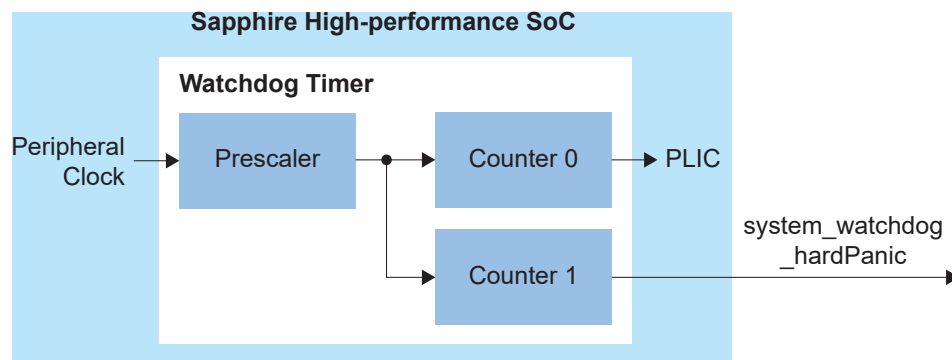 Sapphire High-performance SoC
Watchdog Timer
Peripheral
Clock
Prescaler
Counter 0
PLIC
Counter 1
system_watchdog
_hardPanic